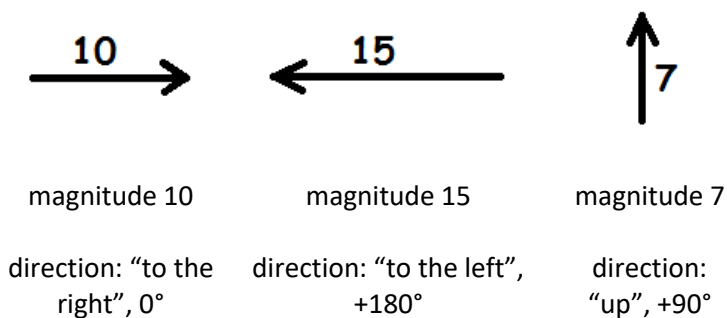 10
15
7
magnitude 10
magnitude 15
magnitude 7
direction: “to the
right”, 0°
direction: “to the left”,
+180°
direction:
“up”, +90°